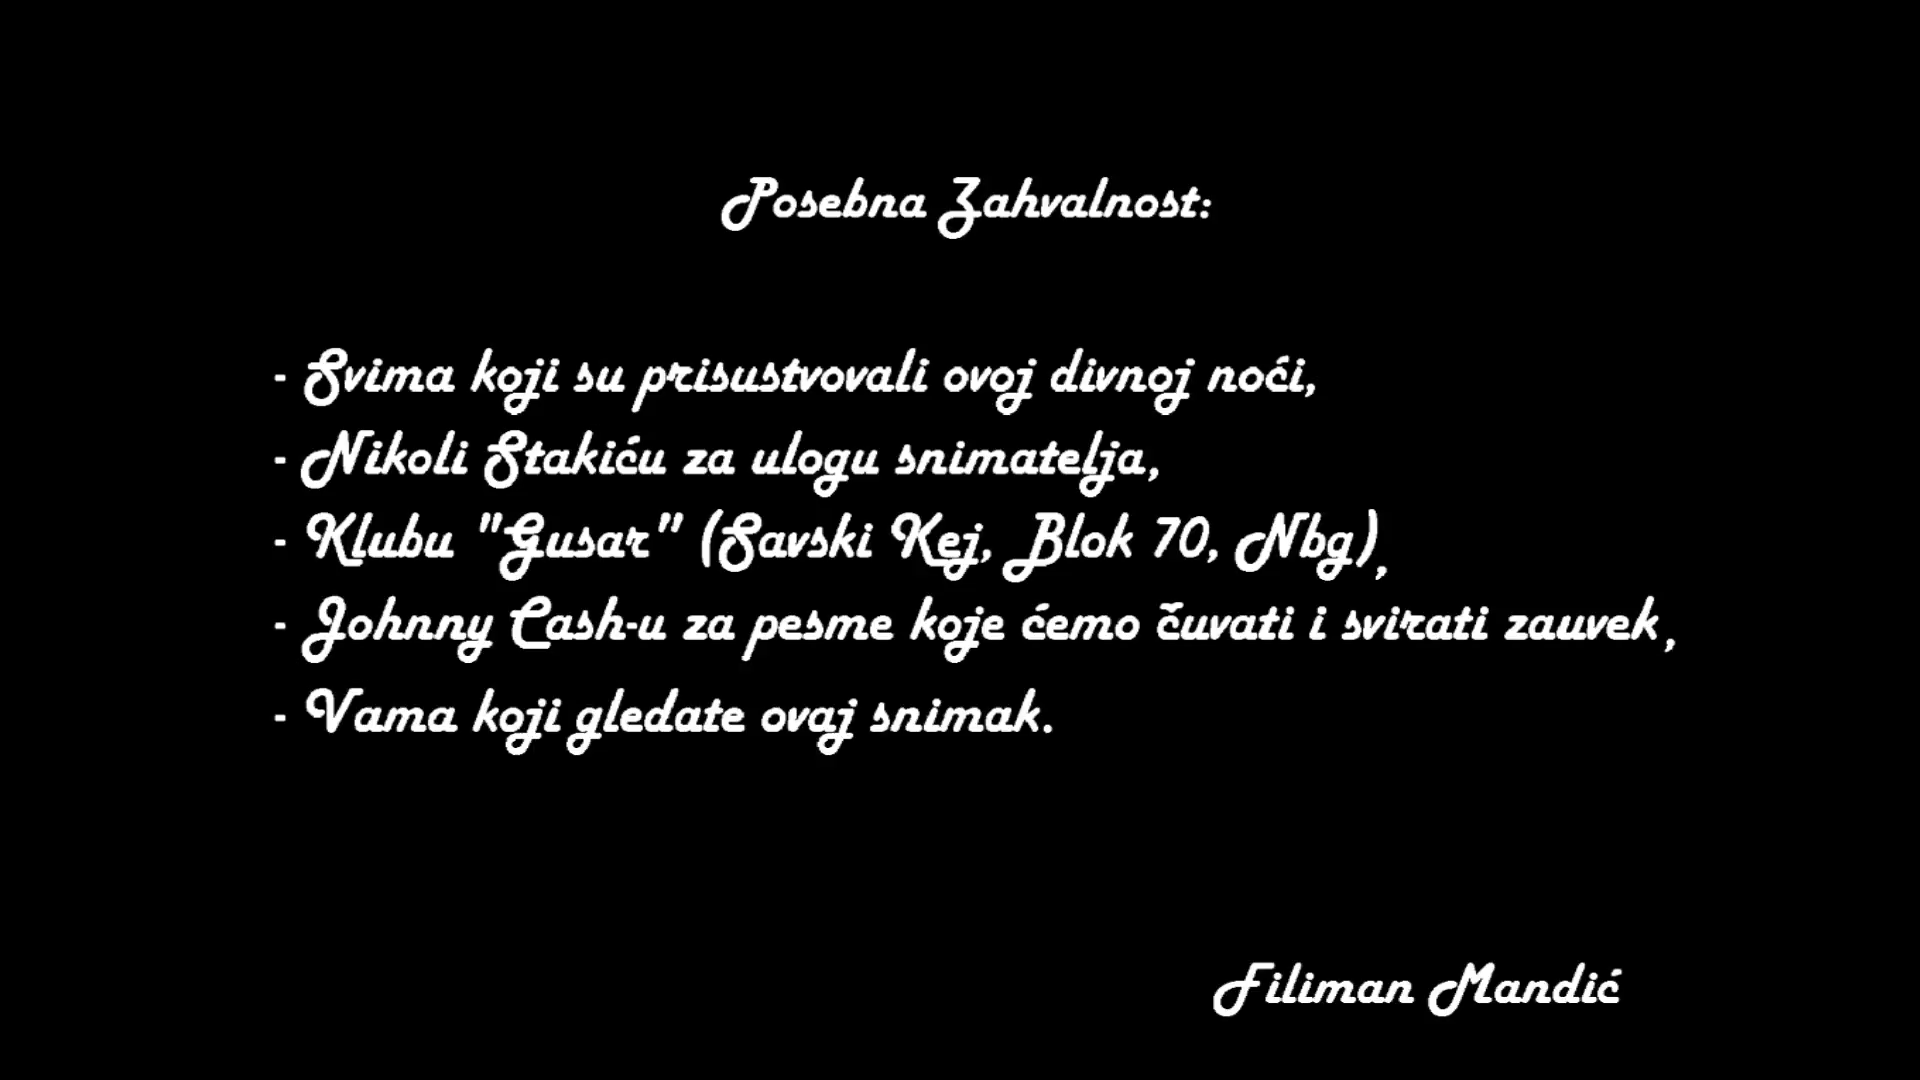 Posebna Zahvalnost:
- Svima koji su prisustvovali ovoj divnoj noći,
- Nikoli Stakiću za ulogu snimatelja,
- Klubu "Gusar" (Savski Kej, Blok 70, Nbg),
- Johnny Cash-u za pesme koje ćemo čuvati i svirati zauvek,
- Vama koji gledate ovaj snimak.
Filiman Mandić